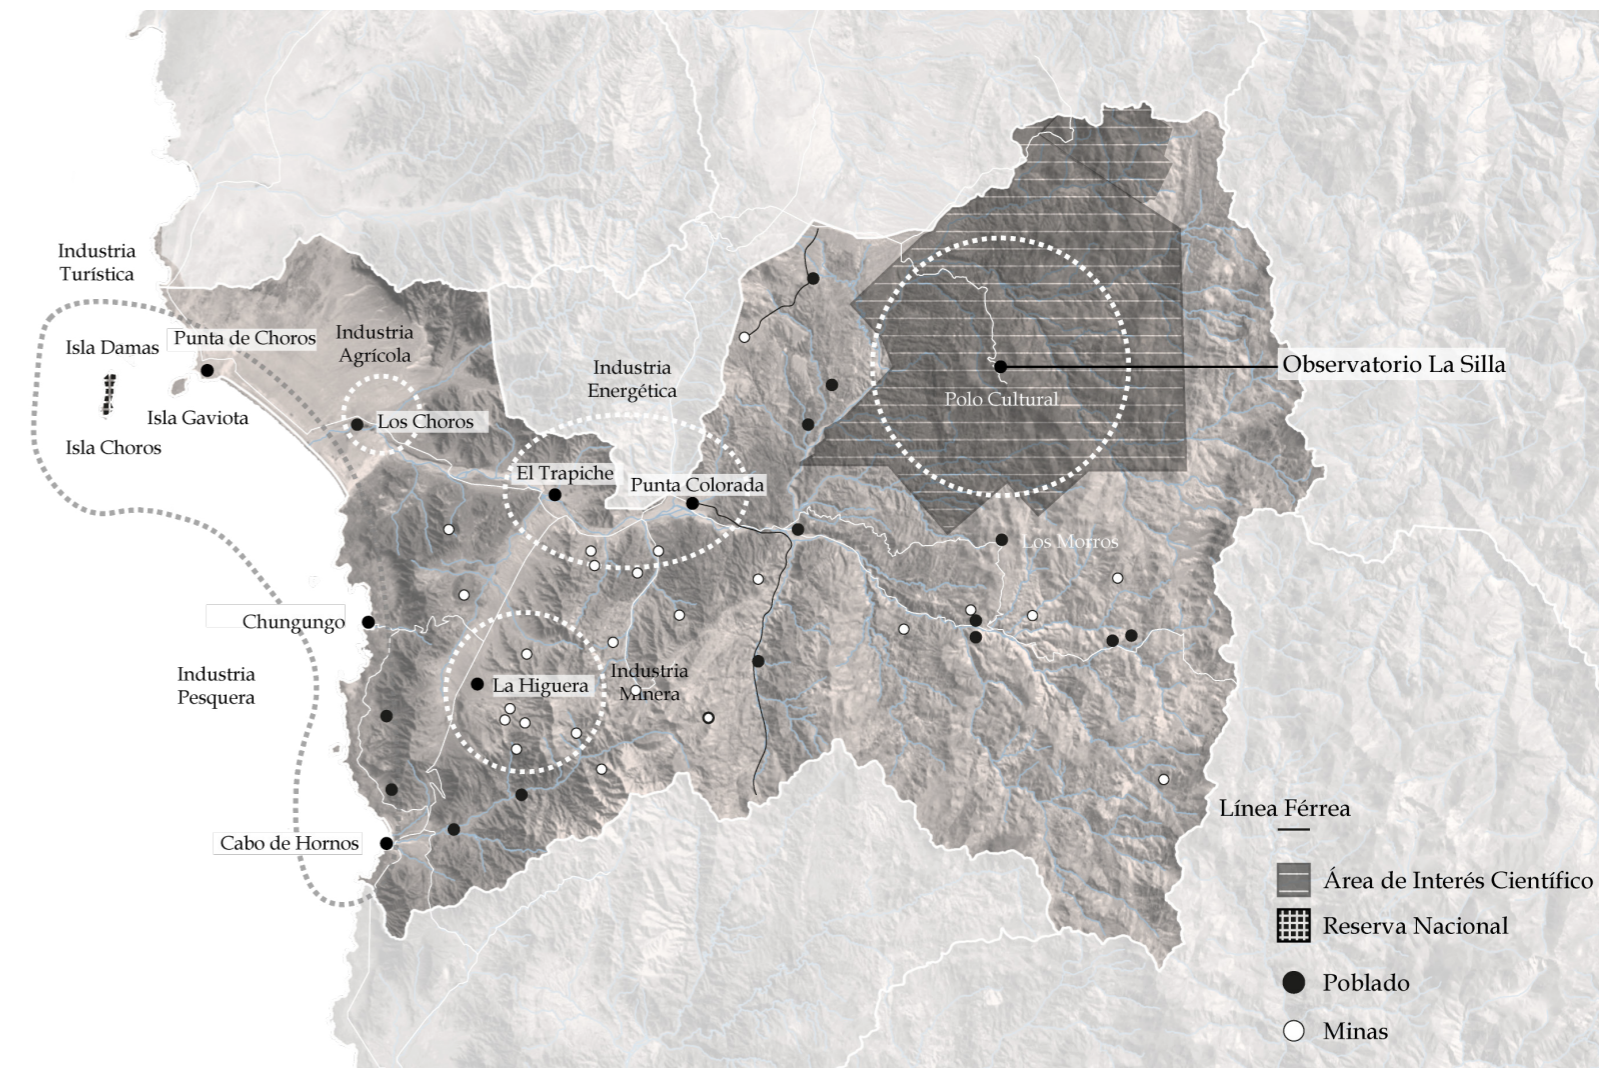 Industria
Turística
Isla Damas
Punta de Choros
Industria
Agrícola
Isla Gaviota
Isla Choros
Los Choros
Industria
Energética
El Trapiche
Punta Colorada
Polo Cultural
Observatorio La Silla
Los Morros
Chungungo
Industria
Pesquera
La Higuera
Industria
Minera
Cabo de Hornos
Línea Férrea
Área de Interés Científico
Reserva Nacional
Poblado
Minas